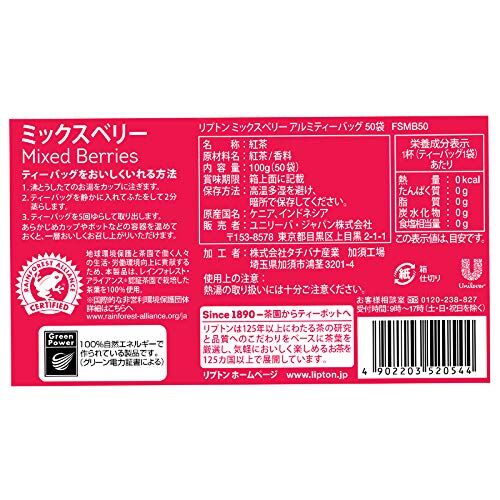 ミックスベリー
Mixed Berries
ティーバッグをおいしくいれる方法
1.沸とうしたてのお湯をカップに注ぎます。
2.ティーバッグを静かに入れてふたをして2分
蒸らします。
3.ティーバッグを5回ゆらして取り出します。
あらかじめカップやポットなどの容器を温めて
おくと、一層おいしくお召し上がりいただけます。
RAINFOREST ALLIANCE
CERTIFIED
地球環境保護と茶園で働く人々
の生活・労働環境向上に貢献する
ため、本製品は、レインフォレスト・
アライアンス・認証茶園で栽培した
茶葉を100%使用。
※国際的な非営利環境保護団体
詳細はこちらへ
www.rainforest-alliance.org/ja
Green
Power
100%自然エネルギーで
作られている製品です。
(グリーン電力証書による)
リプトン ミックスベリー アルミティーバッグ 50袋 FSMB50
名称:紅茶
原材料名:紅茶/香料
内容量:100g(50袋)
賞味期限:箱上面に記載
保存方法:高温多湿を避け、
暗所で保存してください。
原産国名:ケニア、インドネシア
販売者:ユニリーバ・ジャパン株式会社
〒153-8578 東京都目黒区上目黒 2-1-1
加工者:株式会社タチバナ産業 加須工場
埼玉県加須市鴻茎3201-4
使用上の注意:
熱湯の取り扱いには十分ご注意ください。
Since 1890−茶園からティーポットへ
リプトンは125年以上にわたる茶の研究
と品質へのこだわりをベースに茶葉を
厳選し、気軽においしく楽しめるお茶を
125カ国以上で展開しています。
リプトン ホームページ www.lipton.jp
栄養成分表示
1杯(ティーバッグ1袋)
あたり
熱量:0kcal
たんぱく質:0g
脂質:0g
炭水化物:0g
食塩相当量:0g
この表示値は、目安です。
紙
箱
仕切り
Unilever
お客様相談室 0120-238-827
受付時間:9時〜17時(土・日・祝日を除く)
4 902203 520544